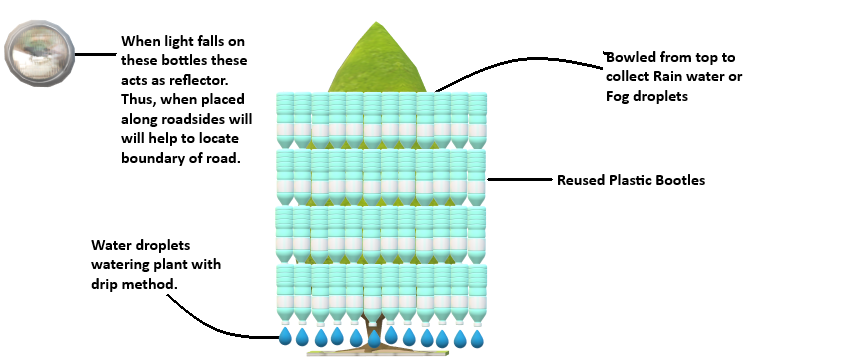 When light falls on
these bottles these
acts as reflector.
Thus, when placed
along roadsides will
will help to locate
boundary of road.
Bowled from top to
collect Rain water or
Fog droplets
Reused Plastic Bootles
Water droplets
watering plant with
drip method.